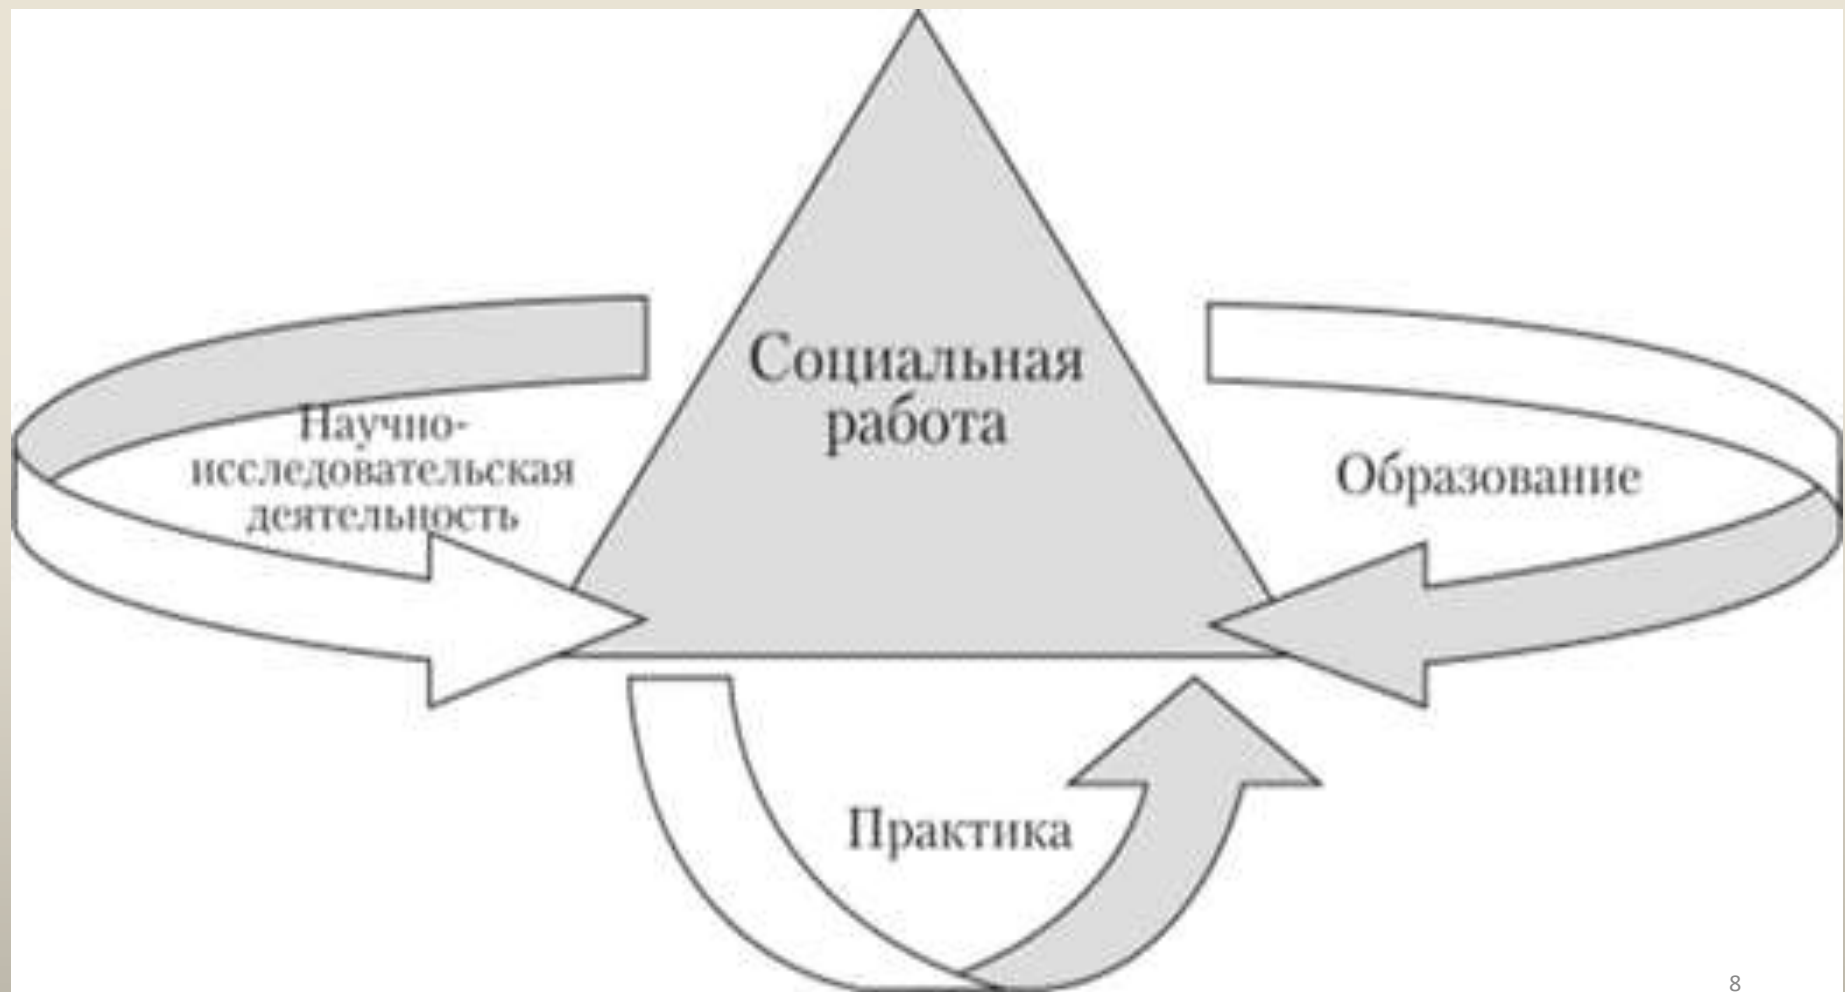 Социальная
работа
Научно-
исследовательская
деятельность
Образование
Практика
8